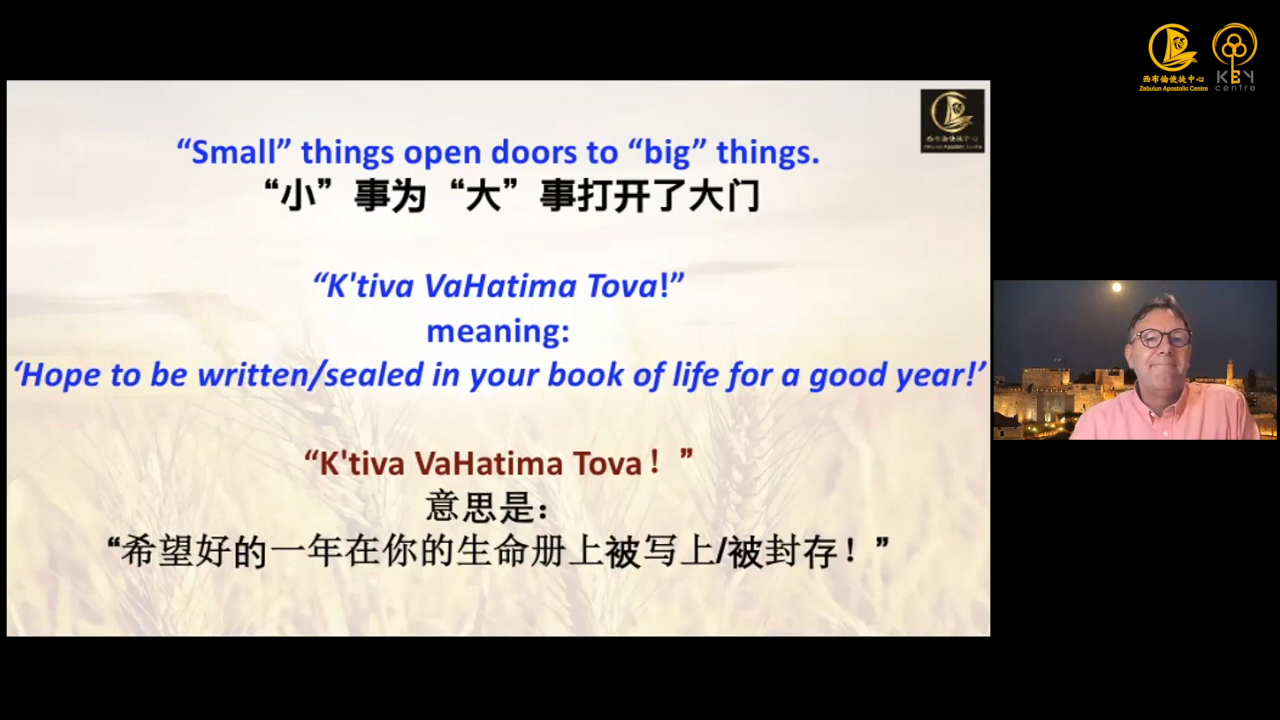 西布倫使徒中心
Zebulun Apostolic Centre
KEY
centre
“Small” things open doors to “big” things.
“小”事为“大”事打开了大门
“K'tiva VaHatima Tova!”
meaning:
‘Hope to be written/sealed in your book of life for a good year!’
“K'tiva VaHatima Tova！”
意思是：
“希望好的一年在你的生命册上被写上/被封存！”